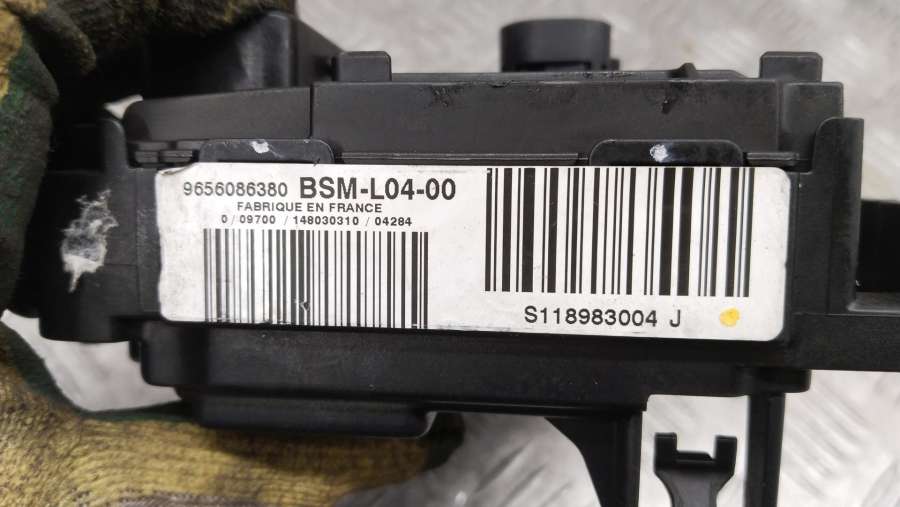 9656086380 BSM-L04-00
FABRIQUE EN FRANCE
0 / 09700 / 148030310 / 04284
S118983004 J